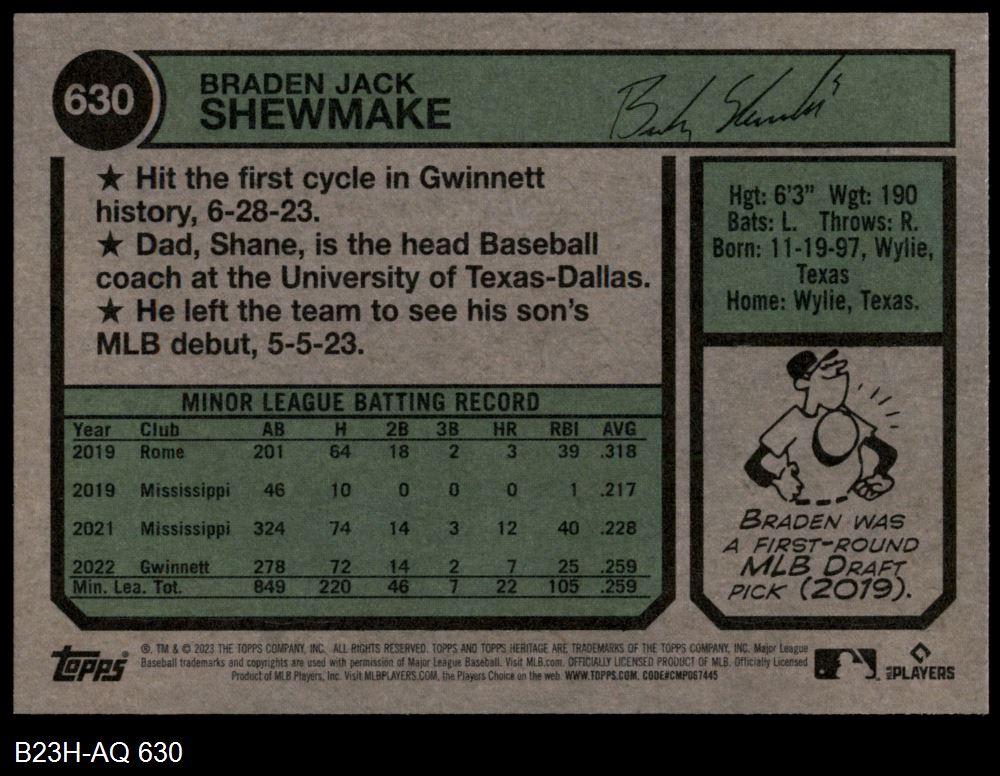 630
BRADEN JACK
SHEWMAKE
★ Hit the first cycle in Gwinnett
history, 6-28-23.
★ Dad, Shane, is the head Baseball
coach at the University of Texas-Dallas.
★ He left the team to see his son's
MLB debut, 5-5-23.
Hgt: 6'3" Wgt: 190
Bats: L. Throws: R.
Born: 11-19-97, Wylie,
Texas
Home: Wylie, Texas.
MINOR LEAGUE BATTING RECORD
Year Club AB H 2B 3B HR RBI AVG
2019 Rome 201 64 18 2 3 39 .318
2019 Mississippi 46 10 0 0 0 1 .217
2021 Mississippi 324 74 14 3 12 40 .228
2022 Gwinnett 278 72 14 2 7 25 .259
Min. Lea. Tot. 849 220 46 7 22 105 .259
BRADEN WAS
A FIRST-ROUND
MLB DRAFT
PICK (2019).
topps
®, TM & © 2023 THE TOPPS COMPANY, INC. ALL RIGHTS RESERVED. TOPPS AND TOPPS HERITAGE ARE TRADEMARKS OF THE TOPPS COMPANY, INC. Major League
Baseball trademarks and copyrights are used with permission of Major League Baseball. Visit MLB.com. OFFICIALLY LICENSED PRODUCT OF MLB. Officially Licensed
Product of MLB Players, Inc. Visit MLBPLAYERS.COM, the Players Choice on the web. WWW.TOPPS.COM. CODE#CMP067445
MLB PLAYERS
B23H-AQ 630